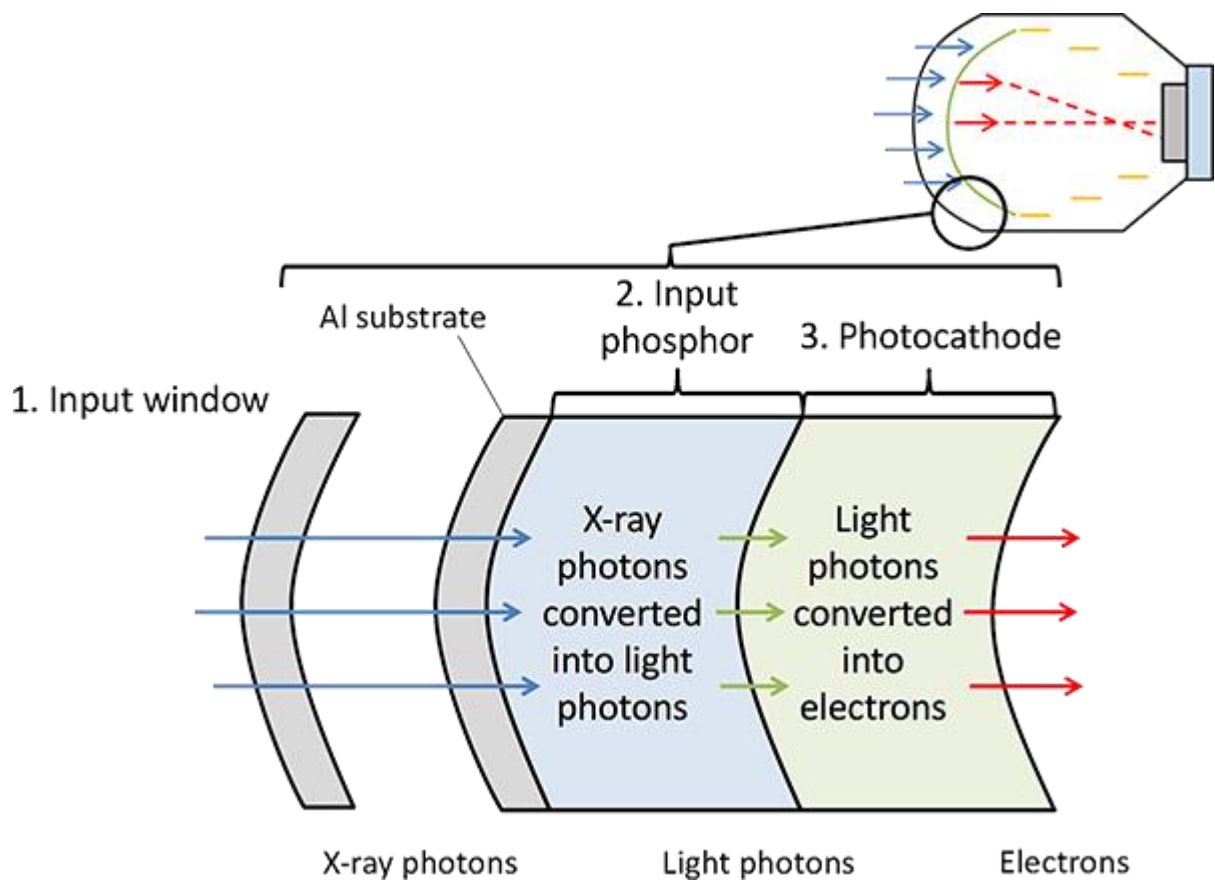 2. Input
phosphor
Al substrate
3. Photocathode
1. Input window
X-ray
photons
converted
into light
photons
Light
photons
converted
into
electrons
X-ray photons
Light photons
Electrons